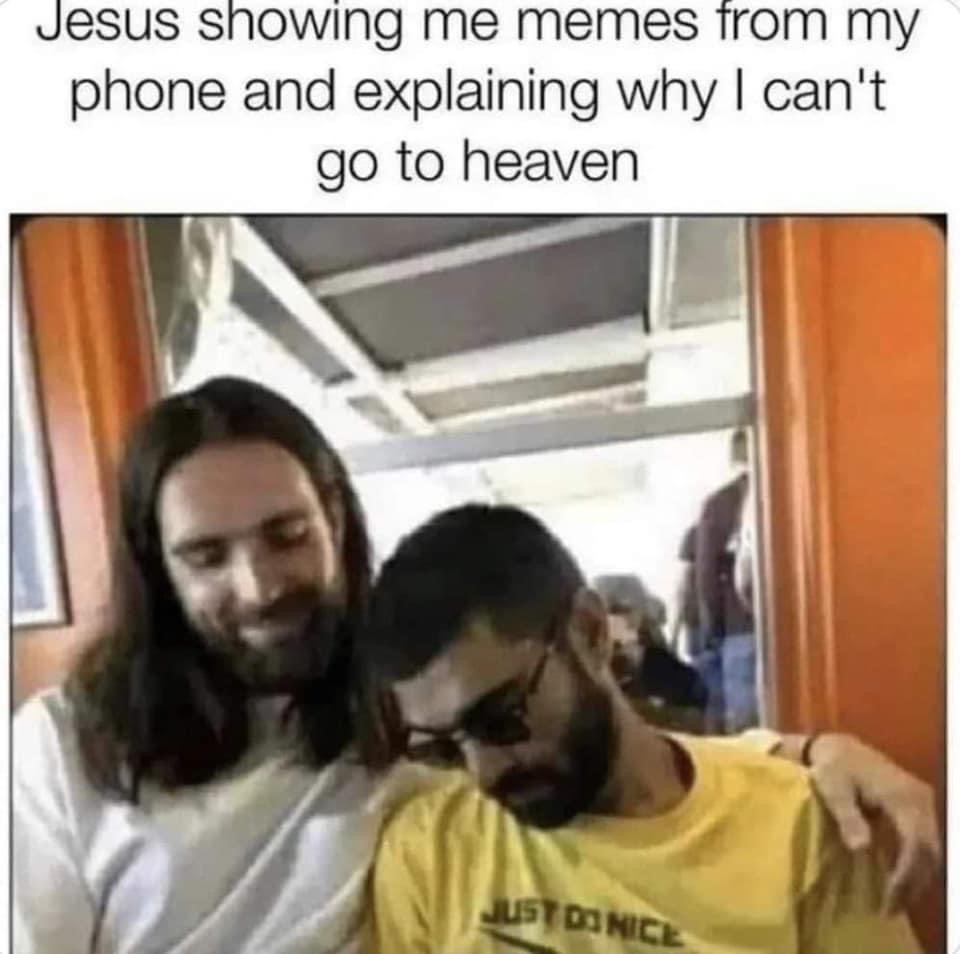 Jesus showing me memes from my
phone and explaining why I can't
go to heaven
JUST DO NICE